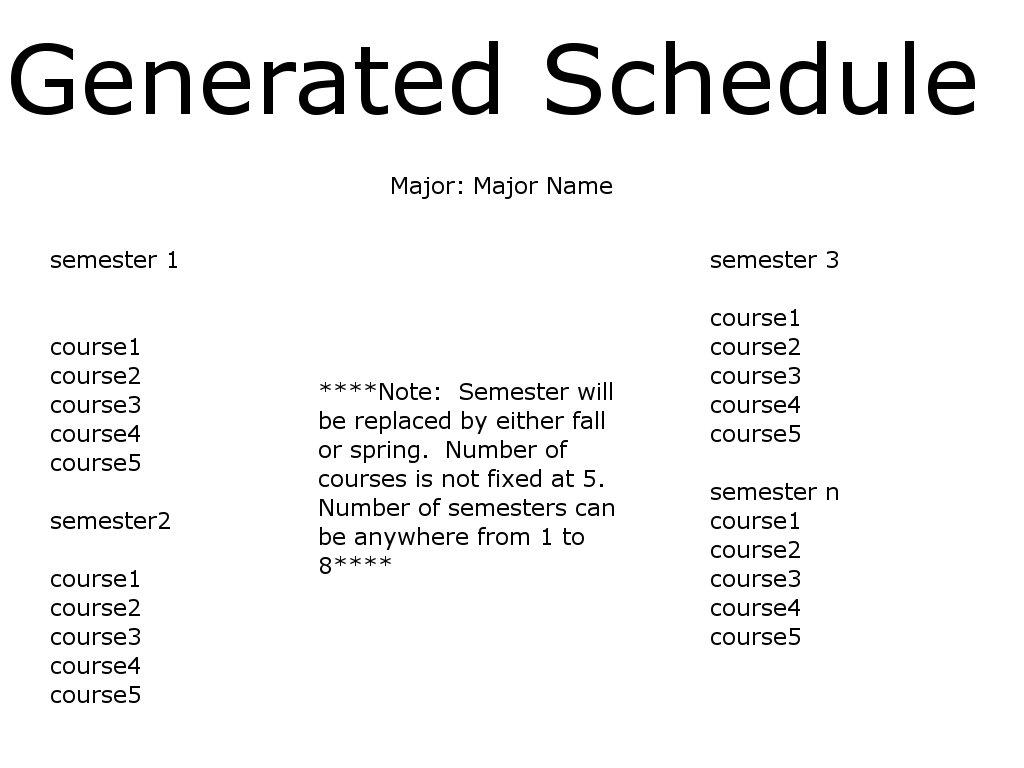 Generated Schedule
Major: Major Name
semester 1
course1
course2
course3
course4
course5
semester2
course1
course2
course3
course4
course5
****Note:  Semester will
be replaced by either fall
or spring.  Number of
courses is not fixed at 5.
Number of semesters can
be anywhere from 1 to
8****
semester 3
course1
course2
course3
course4
course5
semester n
course1
course2
course3
course4
course5